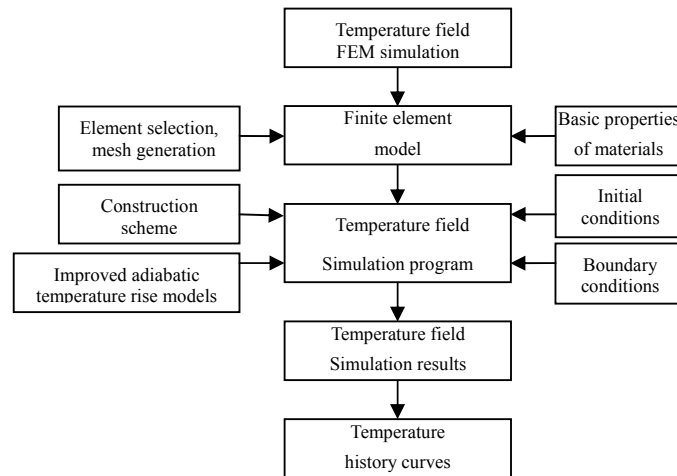 Temperature field
FEM simulation
Element selection,
mesh generation
Finite element
model
Basic properties
of materials
Construction
scheme
Temperature field
Simulation program
Initial
conditions
Improved adiabatic
temperature rise models
Boundary
conditions
Temperature field
Simulation results
Temperature
history curves